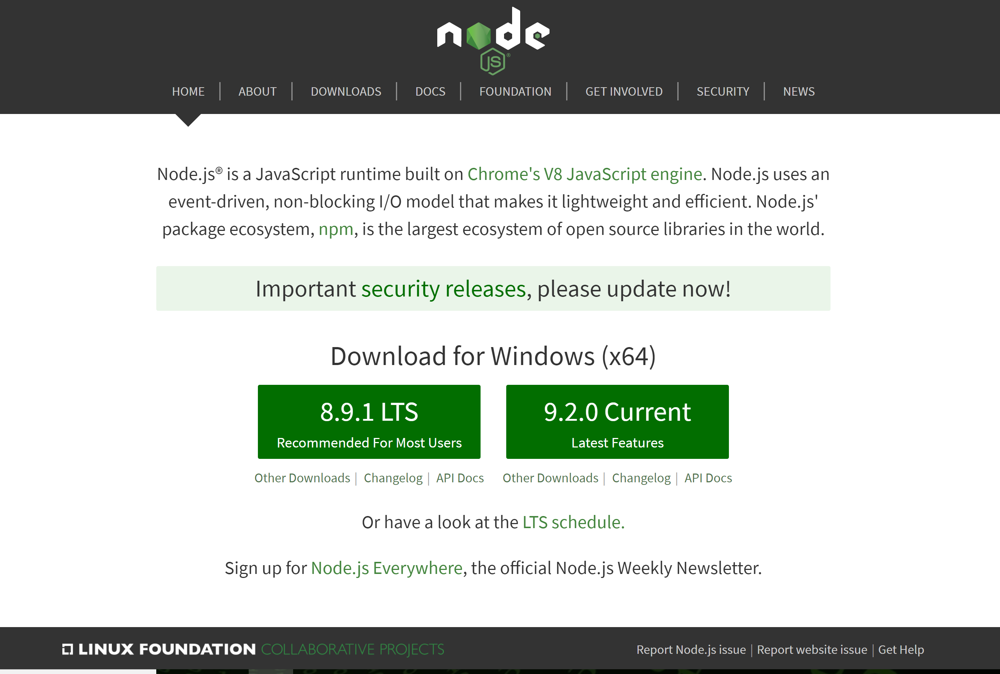 node
JS ®
HOME | ABOUT | DOWNLOADS | DOCS | FOUNDATION | GET INVOLVED | SECURITY | NEWS
Node.js® is a JavaScript runtime built on Chrome's V8 JavaScript engine. Node.js uses an
event-driven, non-blocking I/O model that makes it lightweight and efficient. Node.js'
package ecosystem, npm, is the largest ecosystem of open source libraries in the world.
Important security releases, please update now!
Download for Windows (x64)
8.9.1 LTS
Recommended For Most Users
9.2.0 Current
Latest Features
Other Downloads | Changelog | API Docs
Other Downloads | Changelog | API Docs
Or have a look at the LTS schedule.
Sign up for Node.js Everywhere, the official Node.js Weekly Newsletter.
LINUX FOUNDATION COLLABORATIVE PROJECTS
Report Node.js issue | Report website issue | Get Help